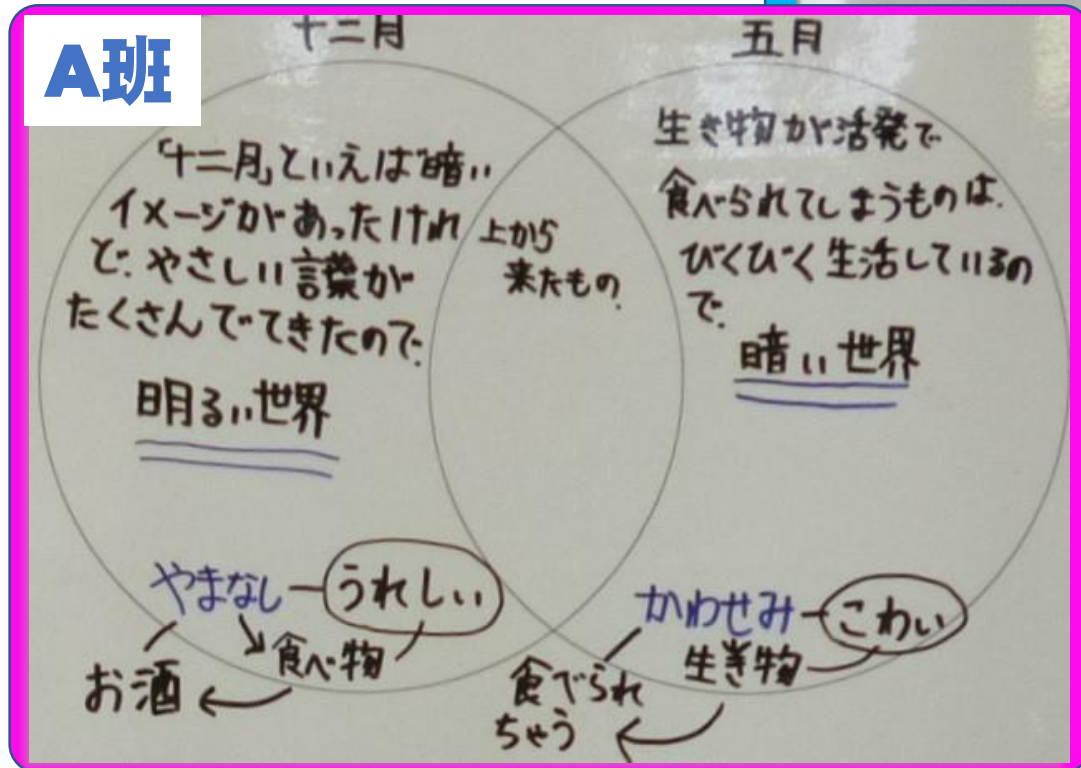 A班
十二月
「十二月」といえば暗い
イメージがあったけれ
ど、やさしい言葉が
たくさんでてきたので、
明るい世界
上から
来たもの。
五月
生き物が活発で
食べられてしまうものは、
びくびく生活しているの
で、
暗い世界
やまなし
うれしい
食べ物
お酒
かわせみ
こわい
生き物
食べられ
ちゃう